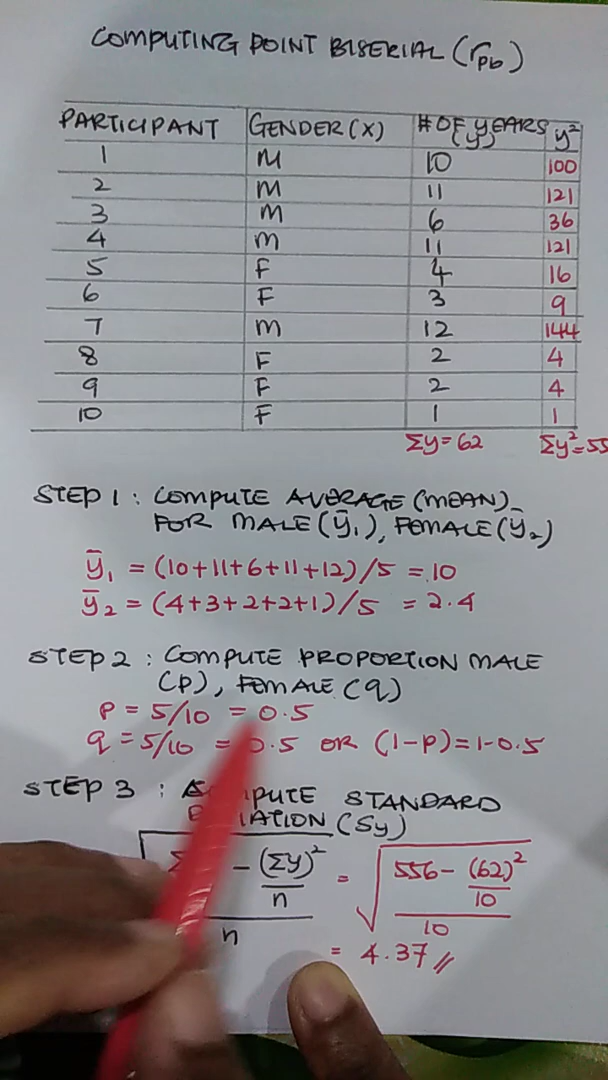 COMPUTING POINT BISERIAL (rpb)
PARTICIPANT GENDER (X) # OF YEARS (y) y²
1 M 10 100
2 M 11 121
3 M 6 36
4 M 11 121
5 F 4 16
6 F 3 9
7 M 12 144
8 F 2 4
9 F 2 4
10 F 1 1
Σy=62 Σy²=55
STEP 1 : COMPUTE AVERAGE (MEAN)
FOR MALE (ȳ₁), FEMALE (ȳ₂)
ȳ₁ = (10+11+6+11+12)/5 = 10
ȳ₂ = (4+3+2+2+1)/5 = 2.4
STEP 2 : COMPUTE PROPORTION MALE
(P), FEMALE (q)
P = 5/10 = 0.5
q = 5/10 = 0.5 OR (1-P) = 1-0.5
STEP 3 : STANDARD
(Sy)
- (Σy)²
n = 556 - (62)²
10
n 10
= 4.37//